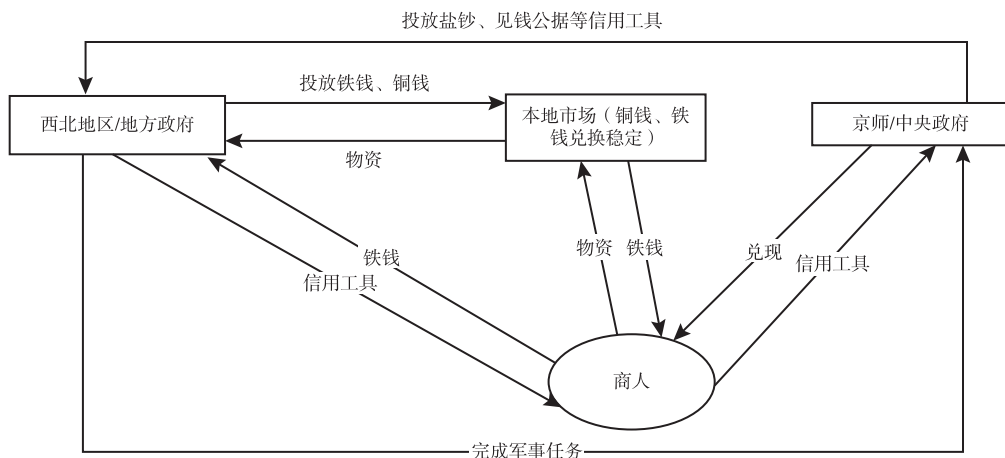 投放盐钞、见钱公据等信用工具
投放铁钱、铜钱
西北地区/地方政府
本地市场（铜钱、铁
钱兑换稳定）
京师/中央政府
物资
物资
铁钱
兑现
铁钱
信用工具
信用工具
商人
完成军事任务